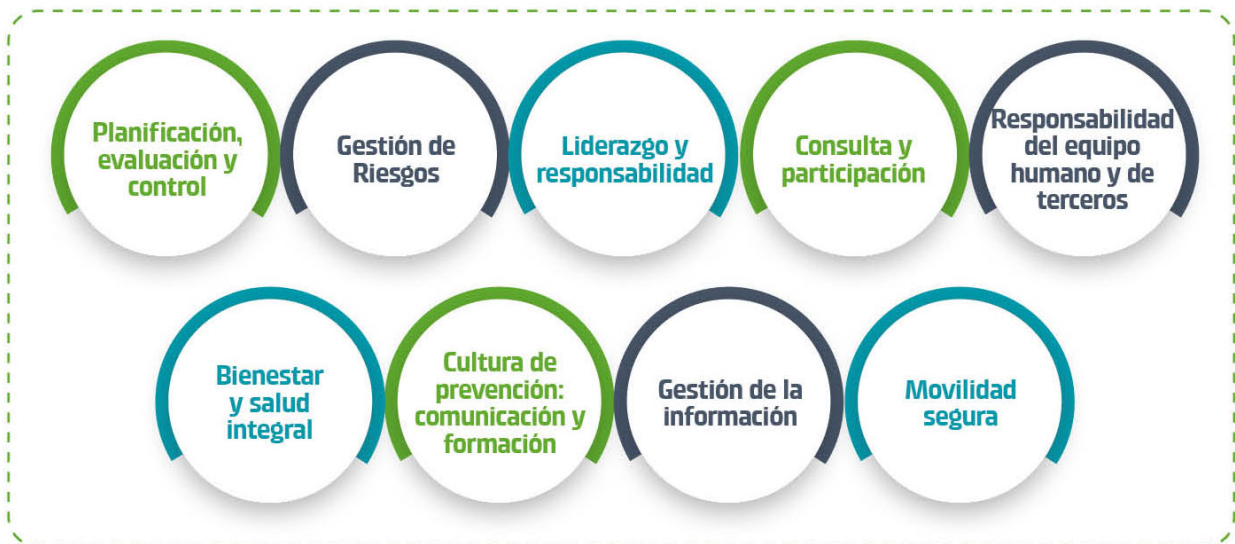 Planificación,
evaluación y
control
Gestión de
Riesgos
Liderazgo y
responsabilidad
Consulta y
participación
Responsabilidad
del equipo
humano y de
terceros
Bienestar
y salud
integral
Cultura de
prevención:
comunicación y
formación
Gestión de la
información
Movilidad
segura